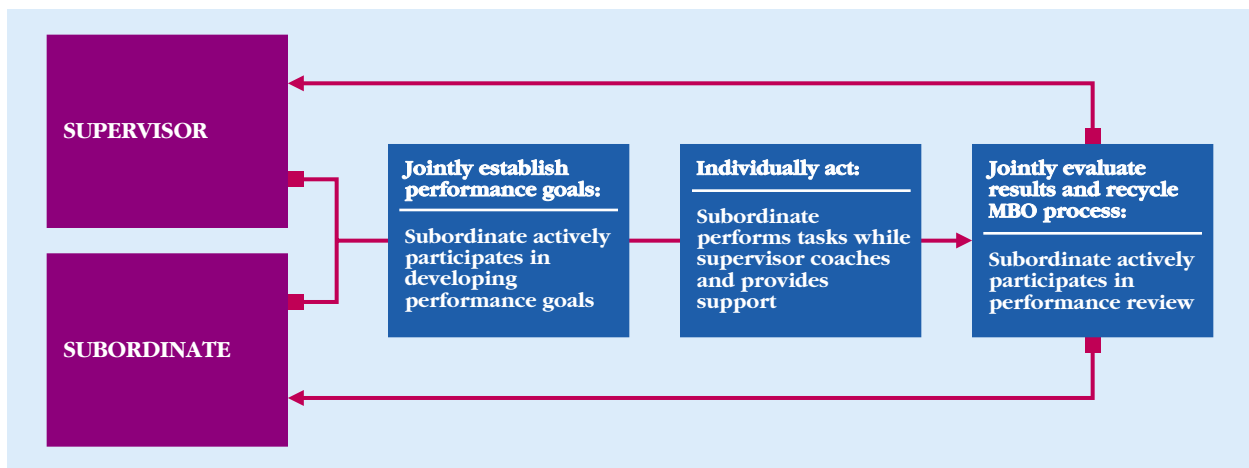 SUPERVISOR
SUBORDINATE
Jointly establish
performance goals:
Subordinate actively
participates in
developing
performance goals
Individually act:
Subordinate
performs tasks while
supervisor coaches
and provides
support
Jointly evaluate
results and recycle
MBO process:
Subordinate actively
participates in
performance review